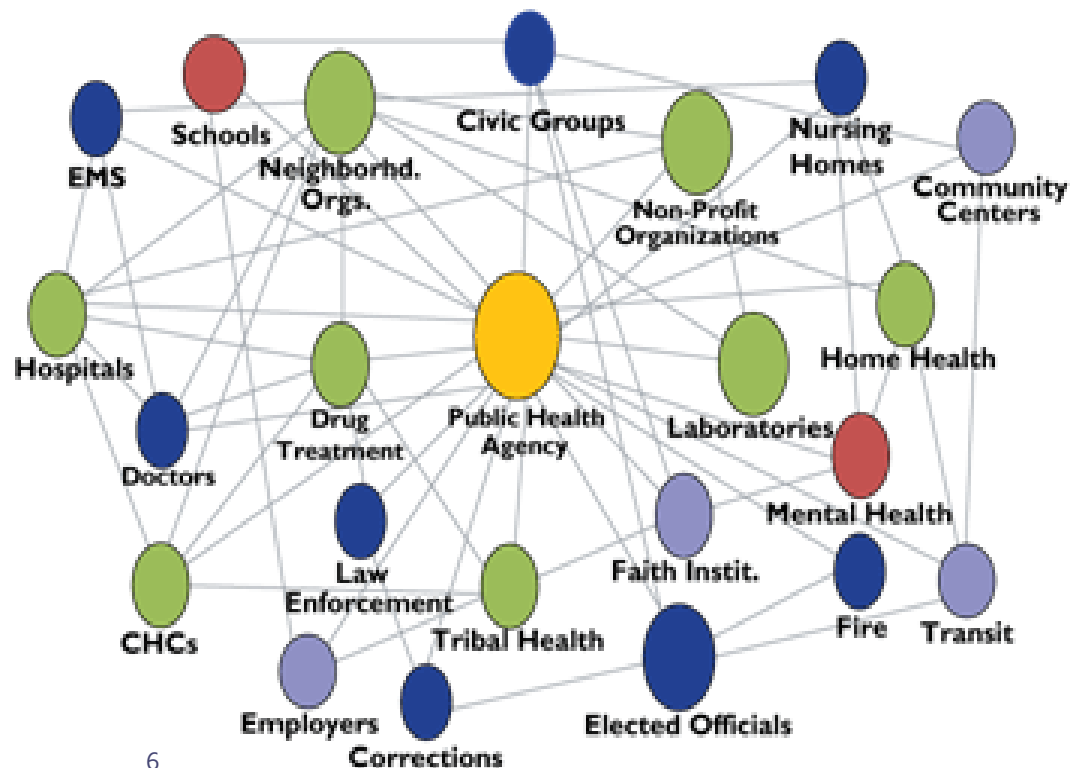 Schools
Civic Groups
Nursing
Homes
EMS
Neighborhd.
Orgs.
Non-Profit
Organizations
Community
Centers
Hospitals
Drug
Treatment
Public Health
Agency
Home Health
Laboratories
Doctors
Mental Health
Law
Enforcement
Faith Instit.
CHCs
Tribal Health
Fire
Transit
Employers
Elected Officials
Corrections
6